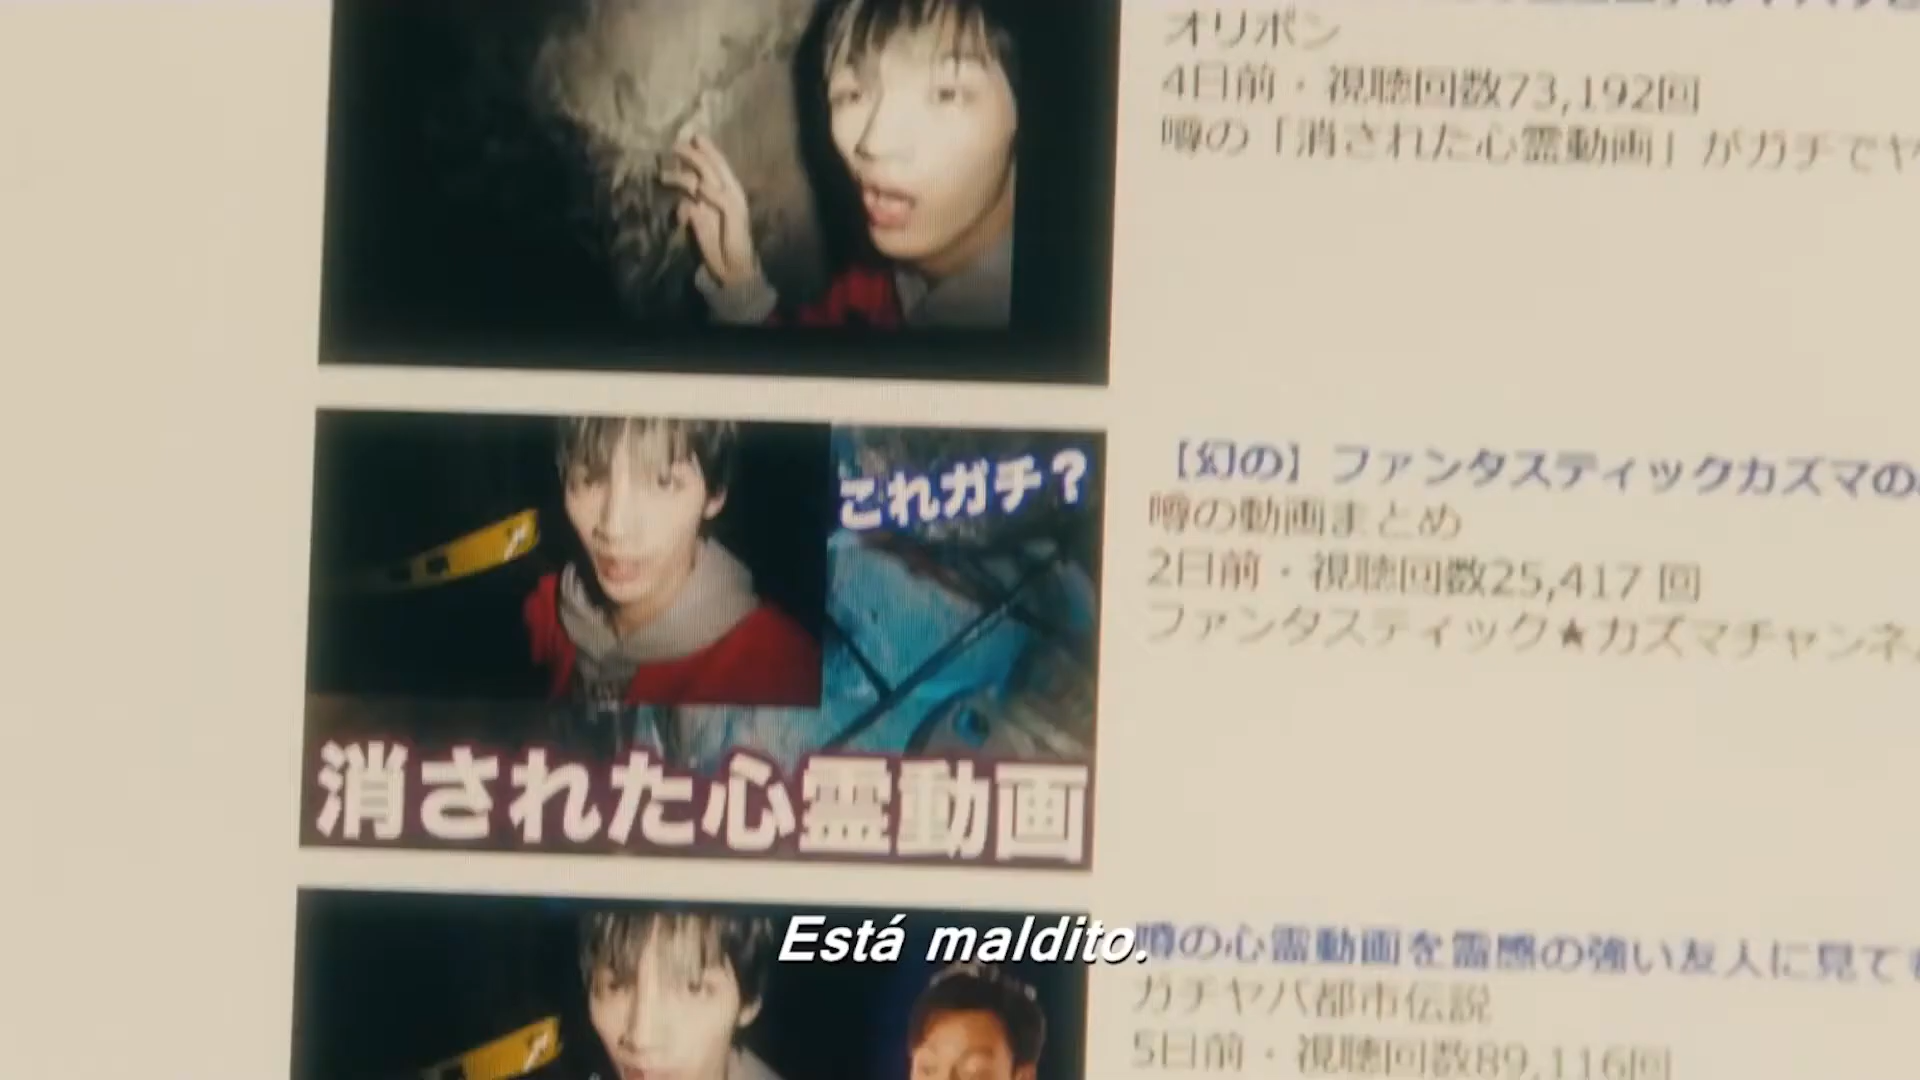 オリポン
4日前・視聴回数73,192回
噂の「消された心霊動画」がガチでヤ
これガチ？
消された心霊動画
【幻の】ファンタスティックカズマの
噂の動画まとめ
2日前・視聴回数25,417 回
ファンタスティック★カズマチャンネ
Está maldito.
噂の心霊動画を霊感の強い友人に見て
ガチヤバ都市伝説
5日前・視聴回数89,116回